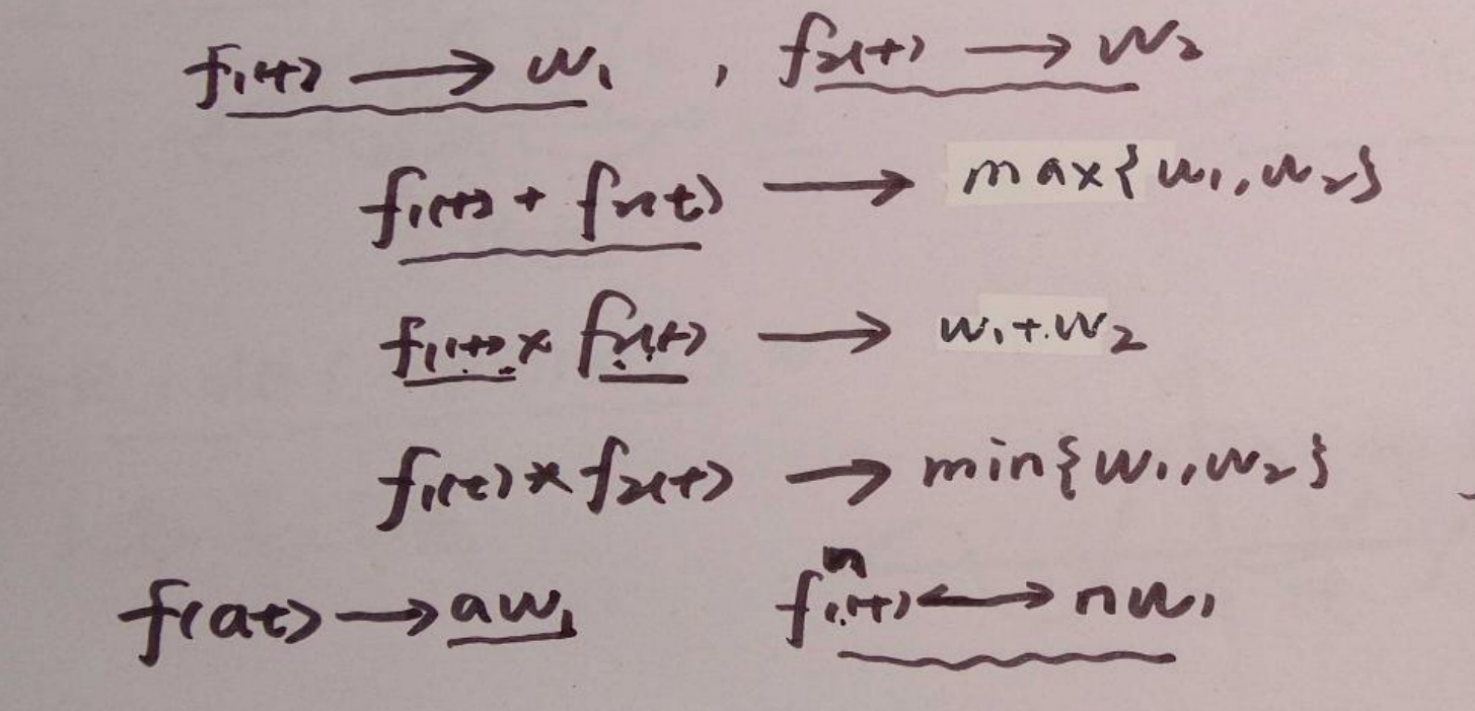 f₁(t) → w₁ , f₂(t) → w₂
f₁(t) + f₂(t) → max{w₁, w₂}
f₁(t) × f₂(t) → w₁ + w₂
f₁(t) * f₂(t) → min{w₁, w₂}
f(at) → aw₁ f₁ⁿ(t) ↔ nw₁